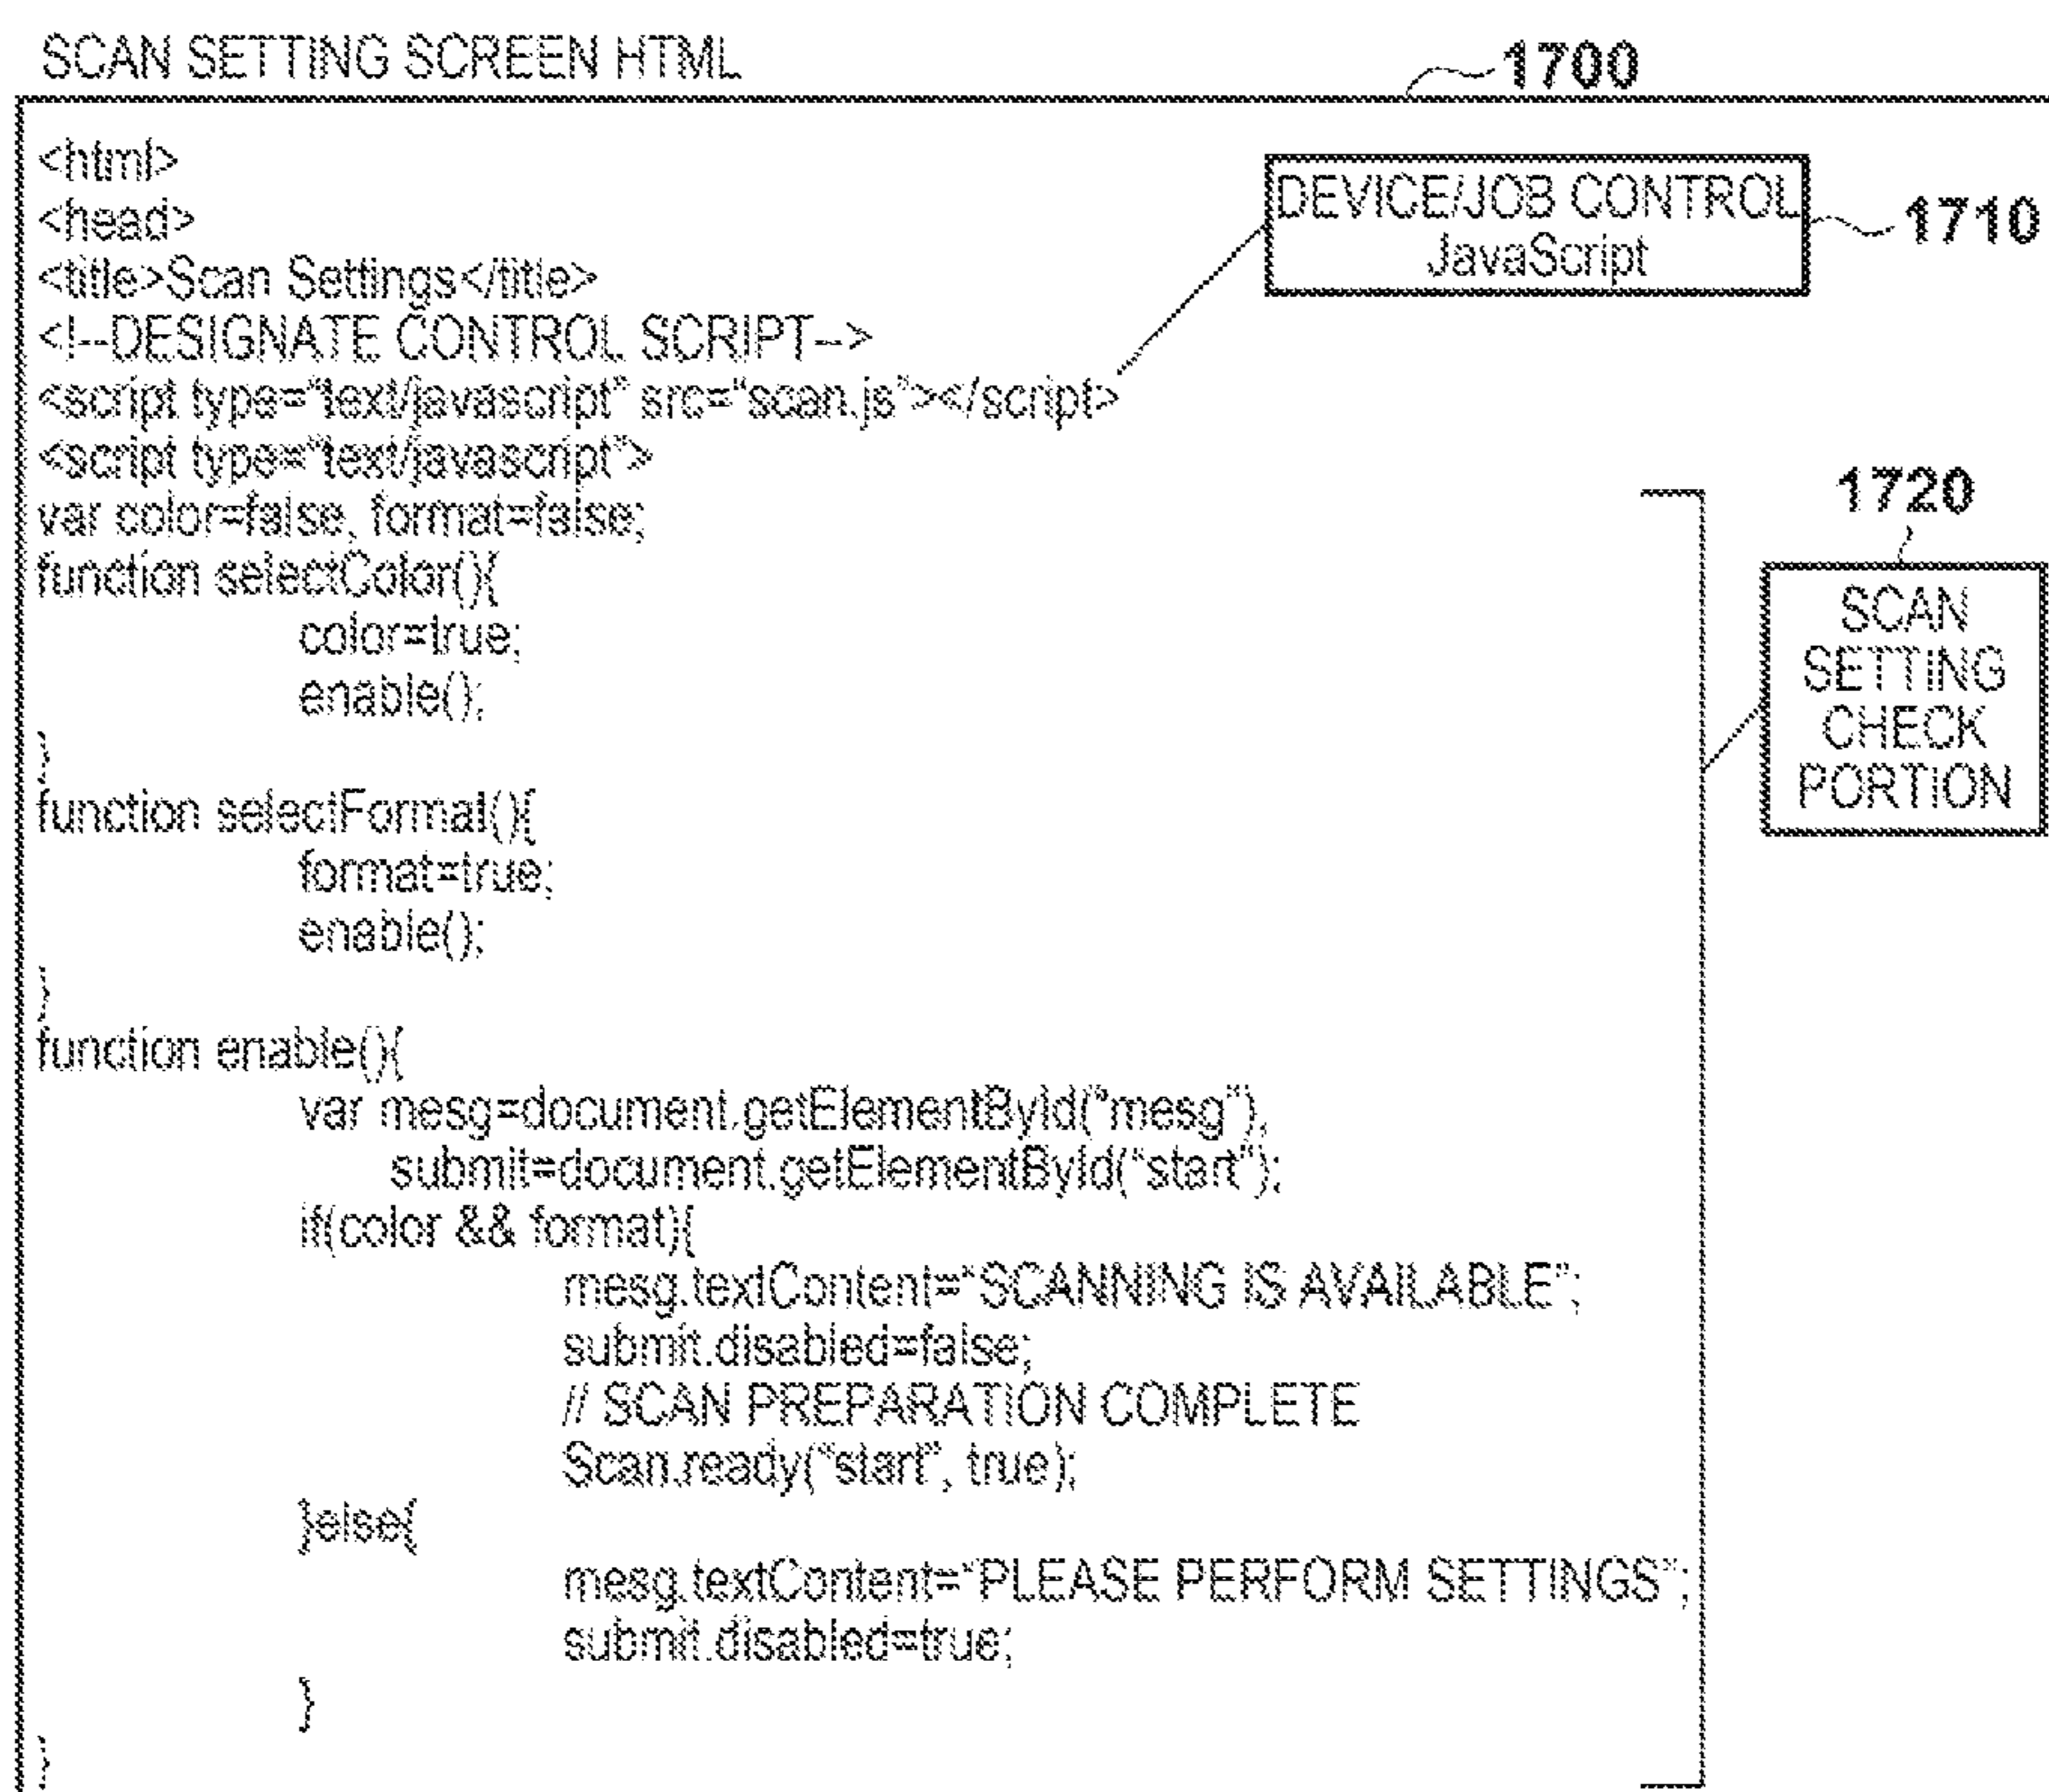 SCAN SETTING SCREEN HTML
1700
<html>
<head>
<title>Scan Settings</title>
<!--DESIGNATE CONTROL SCRIPT-->
<script type="text/javascript" src="scan.js"></script>
DEVICE/JOB CONTROL
JavaScript
1710
<script type="text/javascript">
var color=false, format=false;
function selectColor(){
color=true;
enable();
}
function selectFormat(){
format=true;
enable();
}
function enable(){
var mesg=document.getElementById("mesg"),
submit=document.getElementById("start");
if(color && format){
mesg.textContent="SCANNING IS AVAILABLE";
submit.disabled=false;
// SCAN PREPARATION COMPLETE
Scan.ready("start", true);
}else{
mesg.textContent="PLEASE PERFORM SETTINGS";
submit.disabled=true;
}
}
1720
SCAN
SETTING
CHECK
PORTION